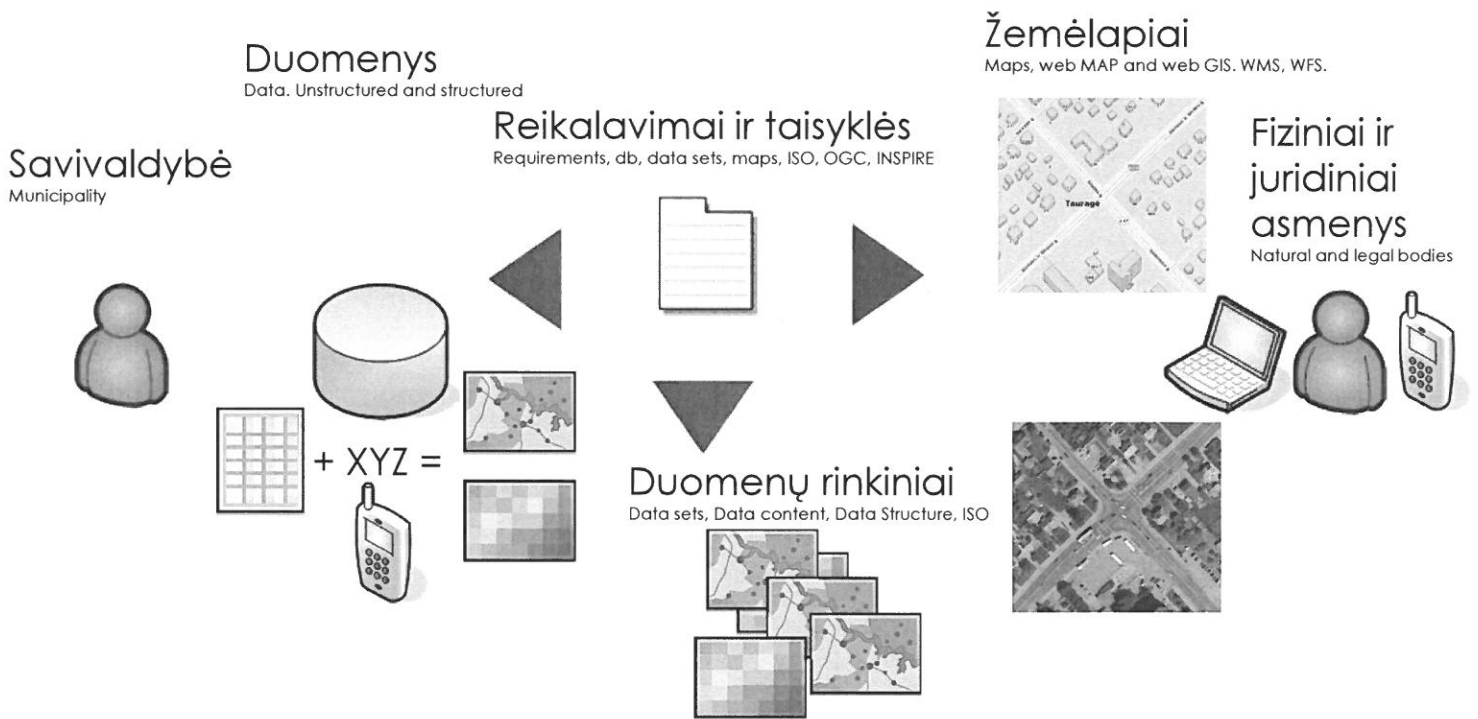 Duomenys
Data. Unstructured and structured
Žemėlapiai
Maps, web MAP and web GIS. WMS, WFS.
Reikalavimai ir taisyklės
Requirements, db, data sets, maps, ISO, OGC, INSPIRE
Savivaldybė
Municipality
Fiziniai ir
juridiniai
asmenys
Natural and legal bodies
Tauragė
+ XYZ =
Duomenų rinkiniai
Data sets, Data content, Data Structure, ISO